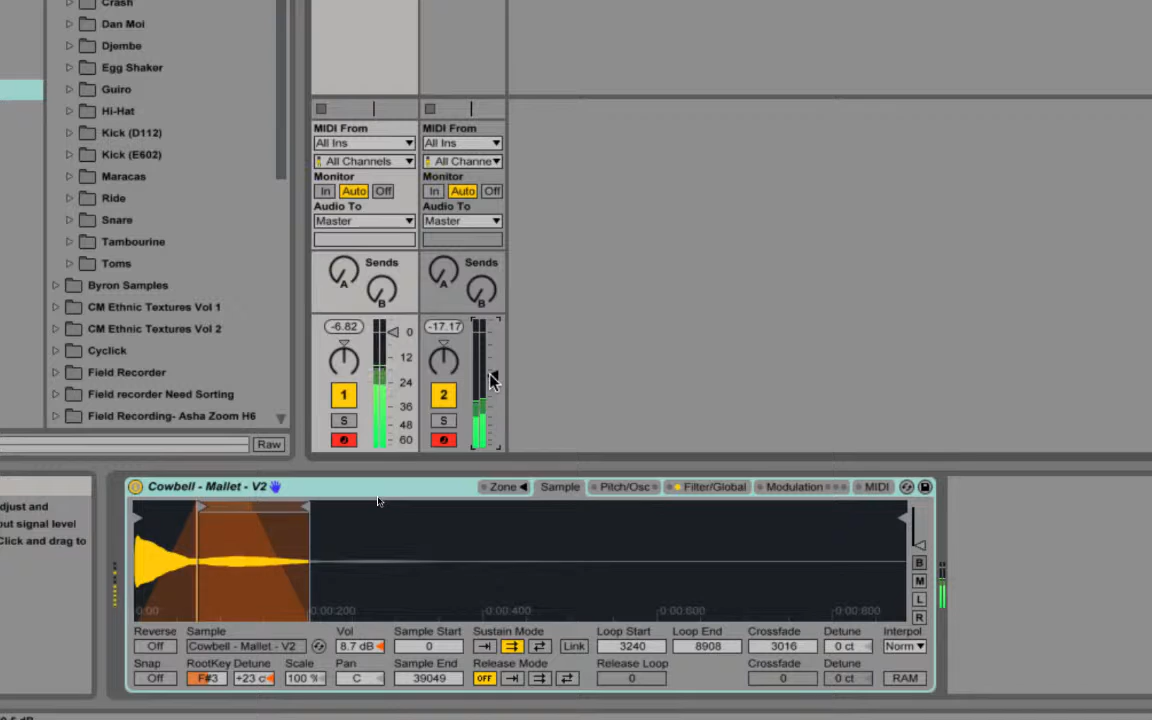 Crash
Dan Moi
Djembe
Egg Shaker
Guiro
Hi-Hat
Kick (D112)
Kick (E602)
Maracas
Ride
Snare
Tambourine
Toms
Byron Samples
CM Ethnic Textures Vol 1
CM Ethnic Textures Vol 2
Cyclick
Field Recorder
Field recorder Need Sorting
Field Recording- Asha Zoom H6
Raw
MIDI From MIDI From
All Ins All Ins
All Channels All Channe
Monitor Monitor
In Auto Off In Auto Off
Audio To Audio To
Master Master
Sends Sends
A B A B
-6.82 0 -17.17
12
24
1 2
36
S 48 S
60
djust and
out signal level
Click and drag to
Cowbell - Mallet - V2 Zone Sample Pitch/Osc Filter/Global Modulation MIDI
B
M
L
R
0:00 0:00:200 0:00:400 0:00:600 0:00:800
Reverse Sample Vol Sample Start Sustain Mode Loop Start Loop End Crossfade Detune Interpol
Off Cowbell - Mallet - V2 8.7 dB 0 Link 3240 8908 3016 0 ct Norm
Snap RootKey Detune Scale Pan Sample End Release Mode Release Loop Crossfade Detune
Off F#3 +23 c 100 % C 39049 OFF 0 0 0 ct RAM